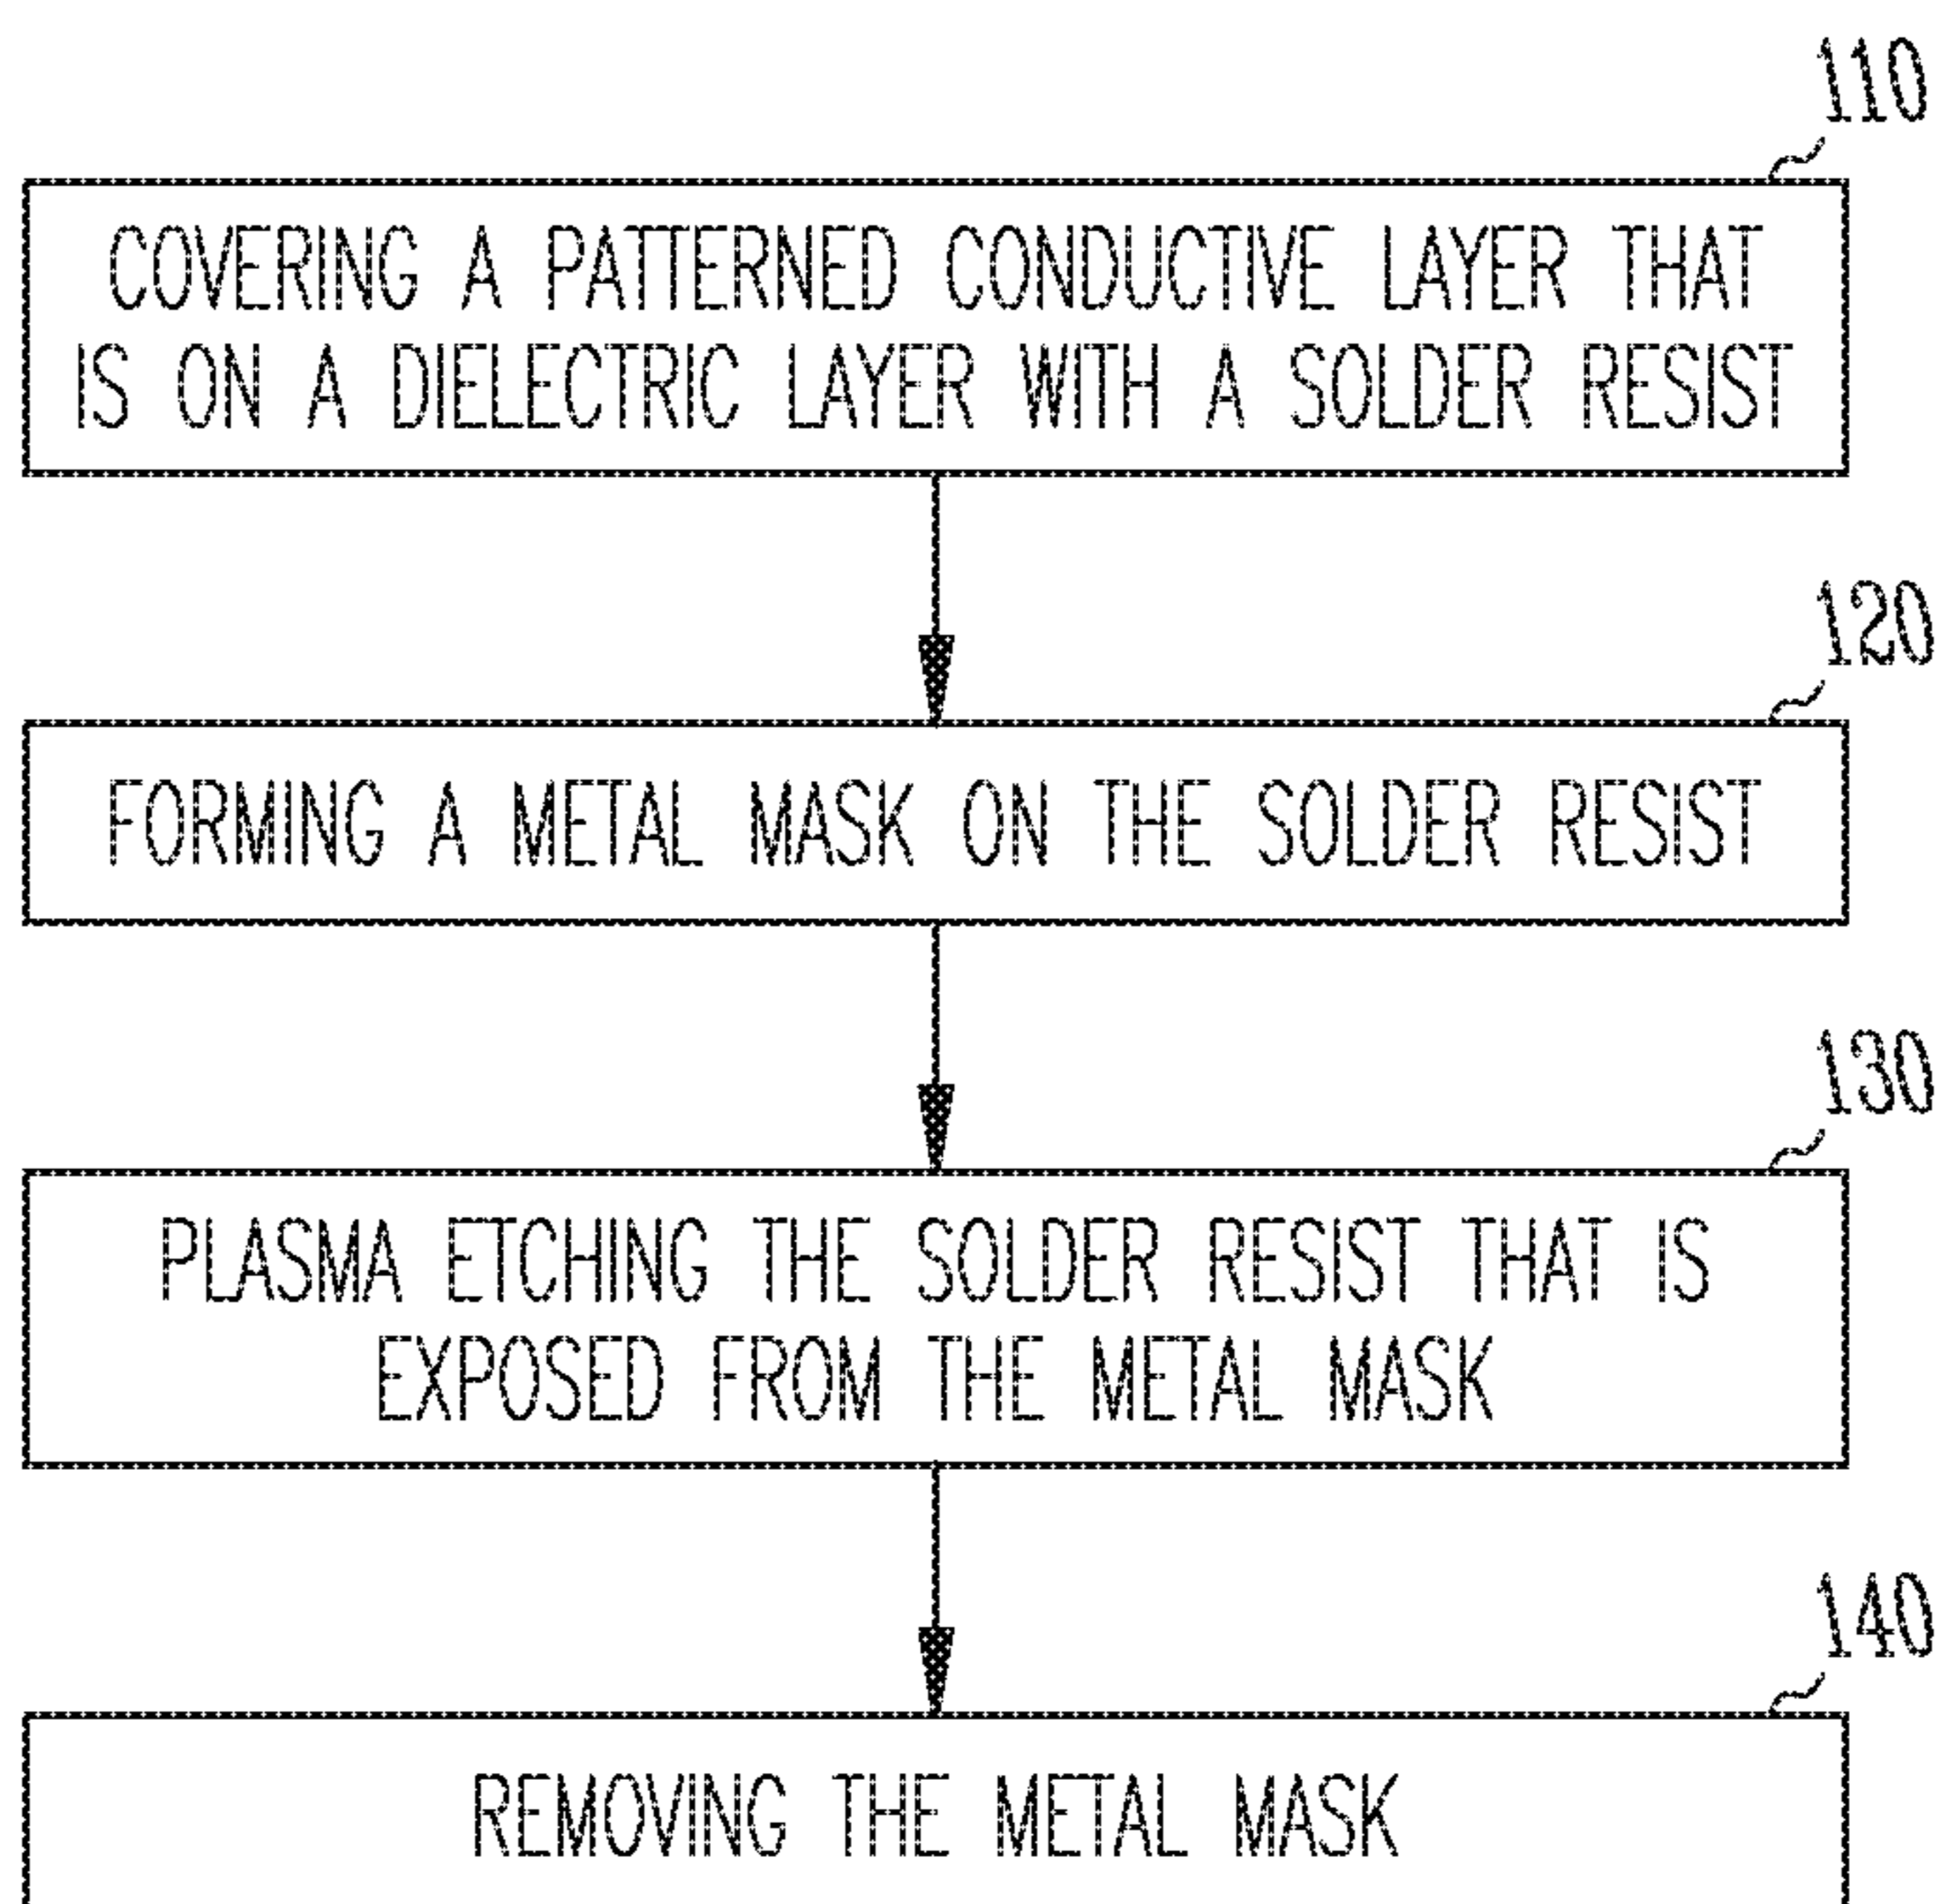 110
COVERING A PATTERNED CONDUCTIVE LAYER THAT
IS ON A DIELECTRIC LAYER WITH A SOLDER RESIST
120
FORMING A METAL MASK ON THE SOLDER RESIST
130
PLASMA ETCHING THE SOLDER RESIST THAT IS
EXPOSED FROM THE METAL MASK
140
REMOVING THE METAL MASK